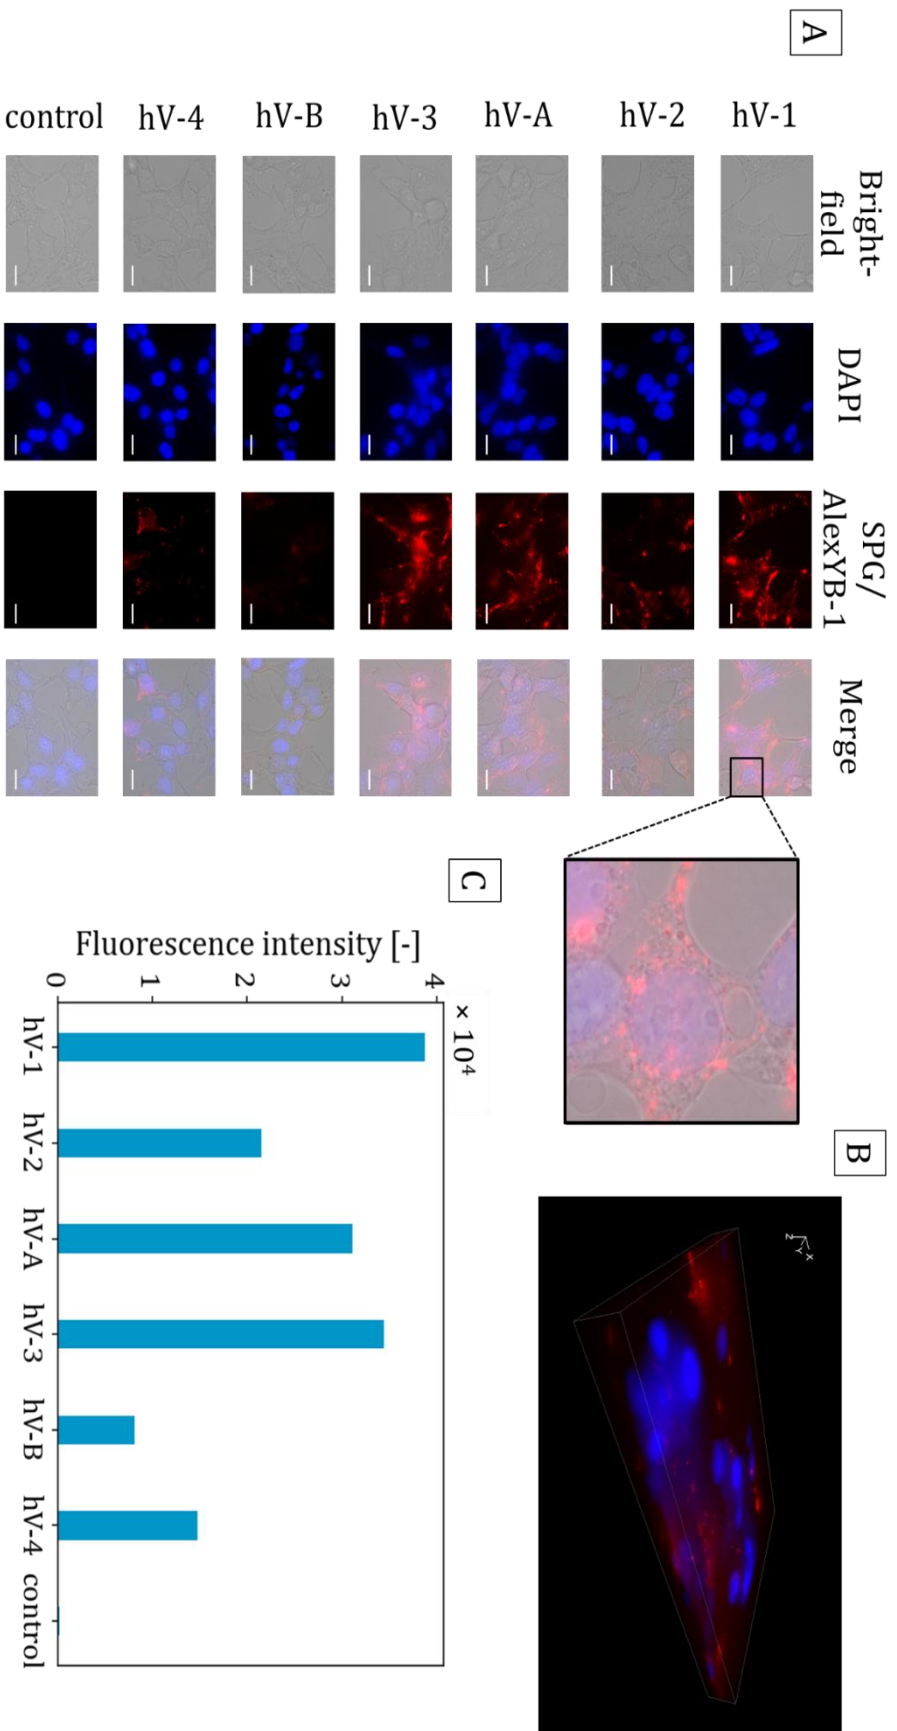 A
hV-1
hV-2
hV-A
hV-3
hV-B
hV-4
control
Bright-
field
DAPI
SPG/
AlexYB-1
Merge
B
X
Y
Z
C
Fluorescence intensity [-]
× 10⁴
4
3
2
1
0
hV-1
hV-2
hV-A
hV-3
hV-B
hV-4
control